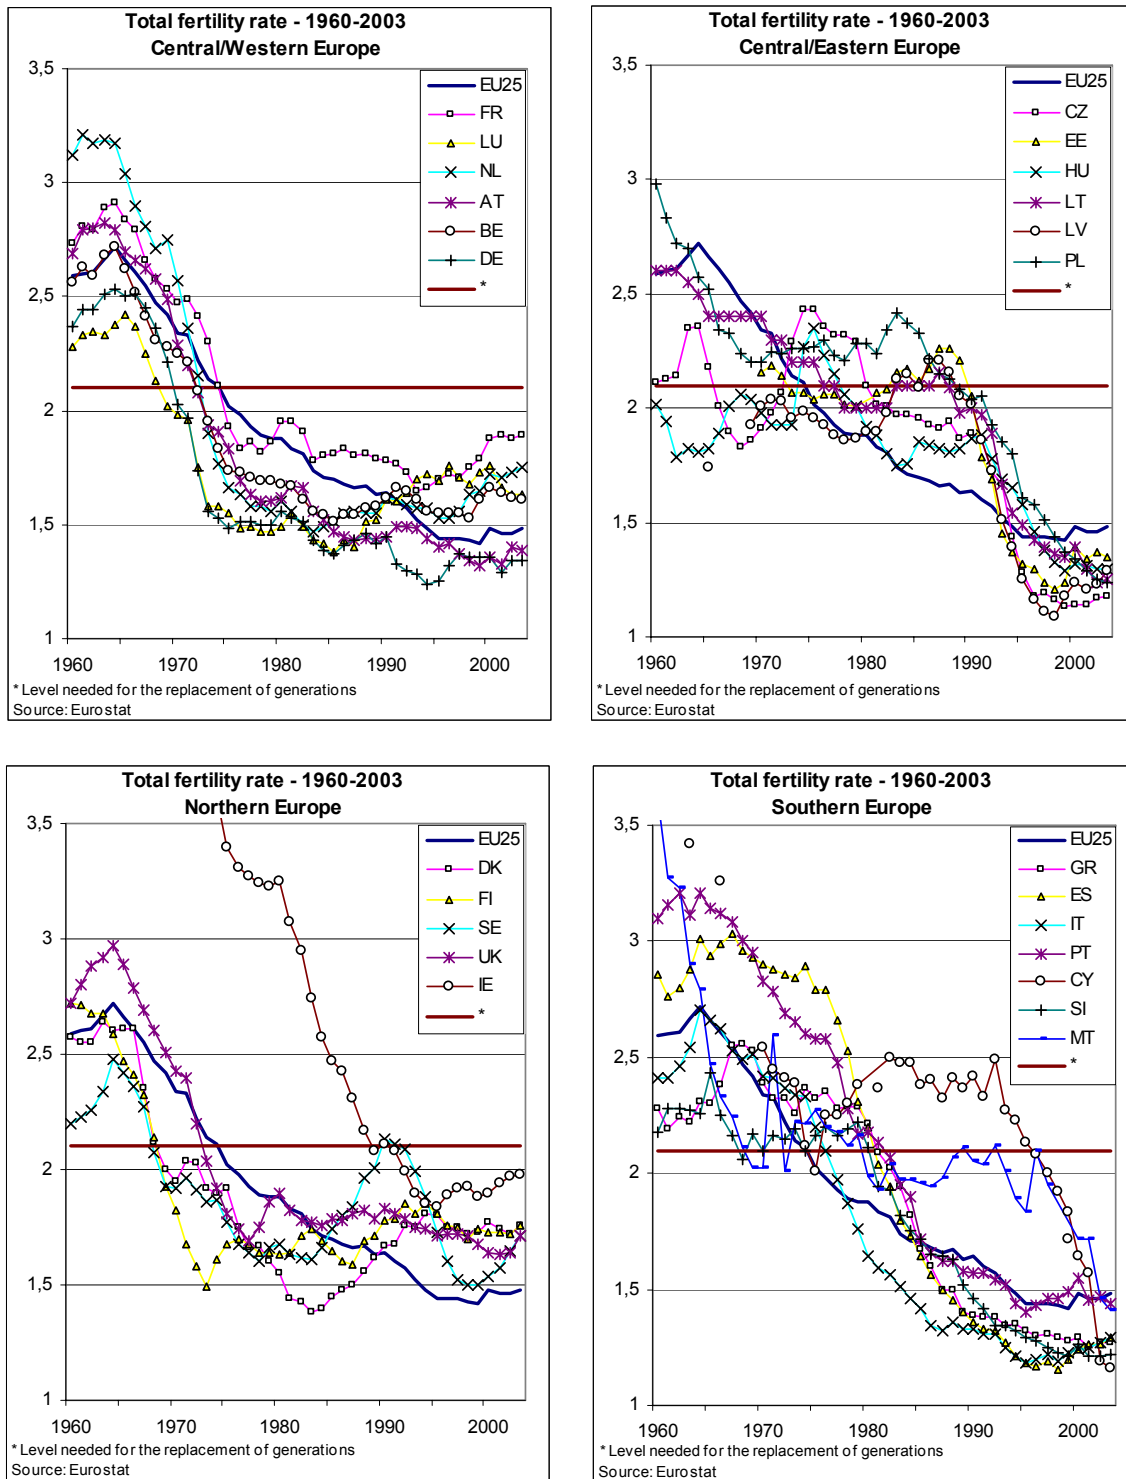 Total fertility rate - 1960-2003
Central/Western Europe
3,5
3
2,5
2
1,5
1
1960
1970
1980
1990
2000
EU25
FR
LU
NL
AT
BE
DE
*
* Level needed for the replacement of generations
Source: Eurostat
Total fertility rate - 1960-2003
Central/Eastern Europe
3,5
3
2,5
2
1,5
1
1960
1970
1980
1990
2000
EU25
CZ
EE
HU
LT
LV
PL
*
* Level needed for the replacement of generations
Source: Eurostat
Total fertility rate - 1960-2003
Northern Europe
3,5
3
2,5
2
1,5
1
1960
1970
1980
1990
2000
EU25
DK
FI
SE
UK
IE
*
* Level needed for the replacement of generations
Source: Eurostat
Total fertility rate - 1960-2003
Southern Europe
3,5
3
2,5
2
1,5
1
1960
1970
1980
1990
2000
EU25
GR
ES
IT
PT
CY
SI
MT
*
* Level needed for the replacement of generations
Source: Eurostat